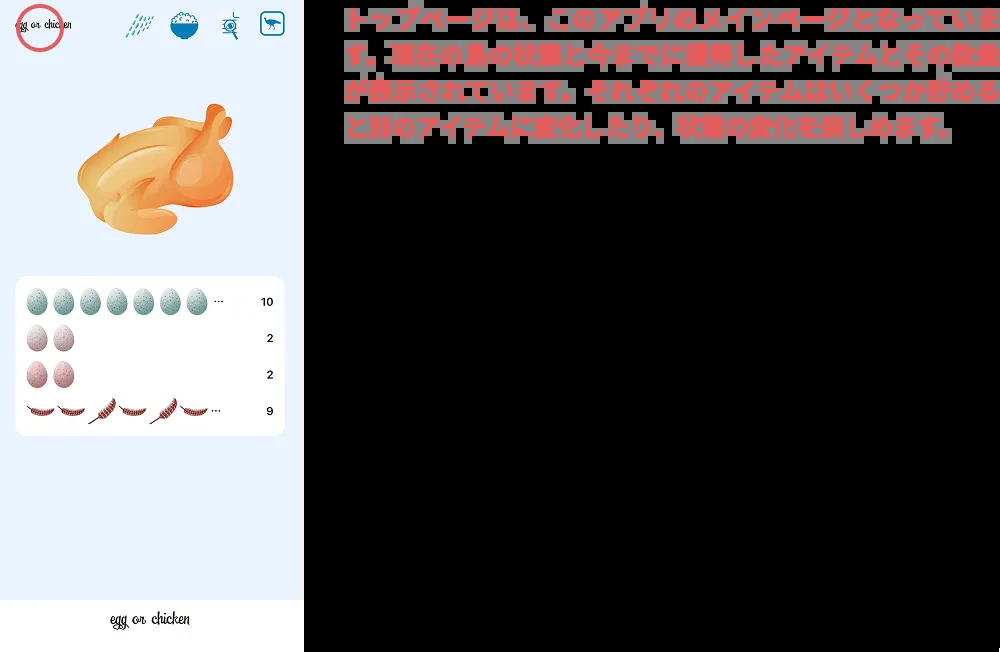 egg or chicken
10
2
2
9
egg or chicken
トップページは、このアプリのメインページとなっていま
す。現在の鳥の状態と今までに獲得したアイテムとその数量
が表示されています。それぞれのアイテムはいくつか貯める
と別のアイテムに変化したり、状態の変化を楽しめます。